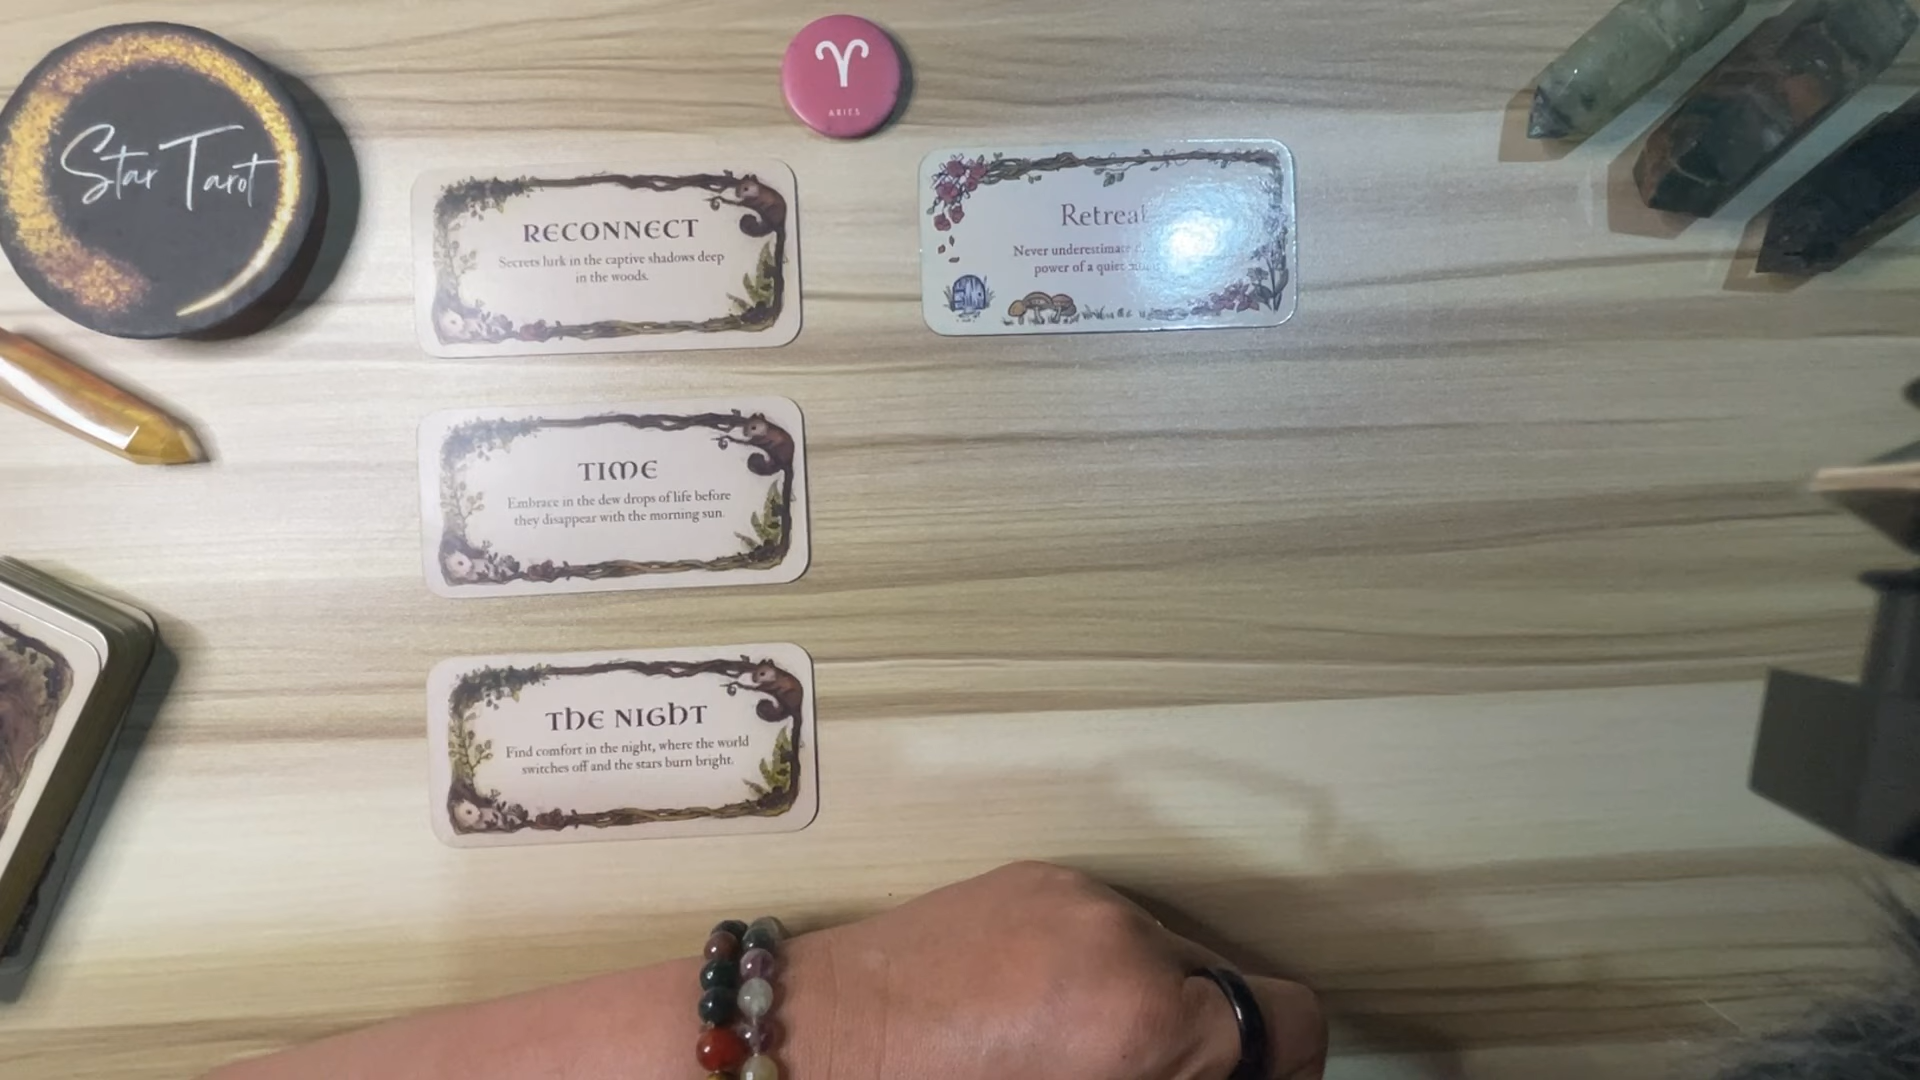 Star Tarot
ARIES
RECONNECT
Secrets lurk in the captive shadows deep
in the woods.
Retreat
Never underestimate
power of a quiet
TIME
Embrace in the dew drops of life before
they disappear with the morning sun.
THE NIGHT
Find comfort in the night, where the world
switches off and the stars burn bright.